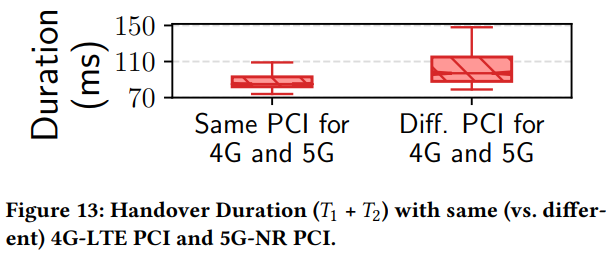 Duration
(ms)
150
110
70
Same PCI for
4G and 5G
Diff. PCI for
4G and 5G
Figure 13: Handover Duration (T1 + T2) with same (vs. differ-
ent) 4G-LTE PCI and 5G-NR PCI.